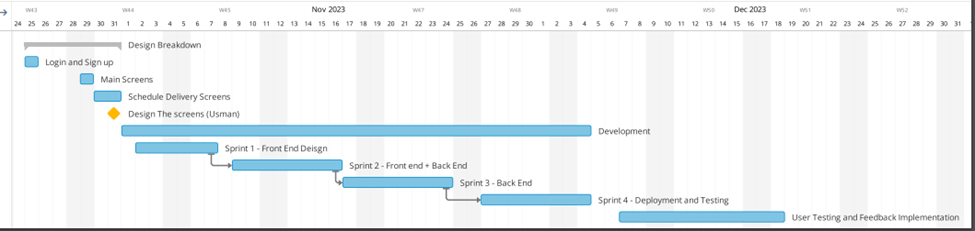 W43 W44 W45 Nov 2023 W47 W48 W49 W50 Dec 2023 W51 W52
24 25 26 27 28 29 30 31 1 2 3 4 5 6 7 8 9 10 11 12 13 14 15 16 17 18 19 20 21 22 23 24 25 26 27 28 29 30 1 2 3 4 5 6 7 8 9 10 11 12 13 14 15 16 17 18 19 20 21 22 23 24 25 26 27 28 29 30 31
Design Breakdown
Login and Sign up
Main Screens
Schedule Delivery Screens
Design The screens (Usman)
Development
Sprint 1 - Front End Deisgn
Sprint 2 - Front end + Back End
Sprint 3 - Back End
Sprint 4 - Deployment and Testing
User Testing and Feedback Implementation